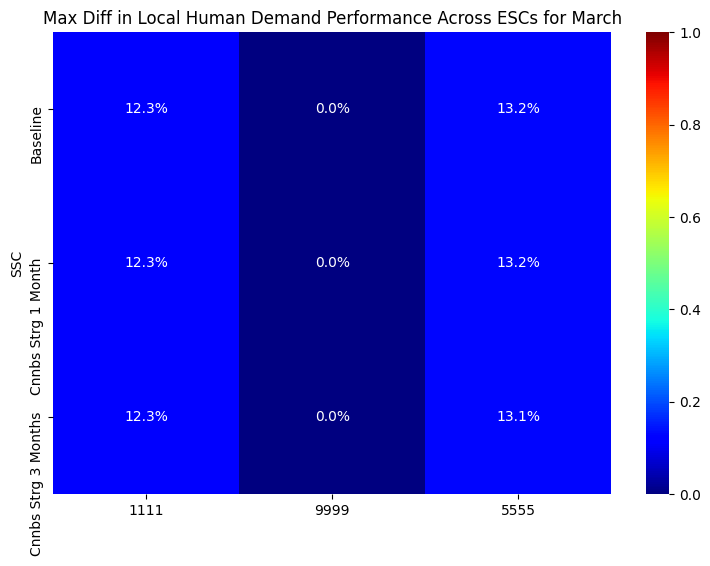 Max Diff in Local Human Demand Performance Across ESCs for March
SSC
Baseline
12.3% 0.0% 13.2%
Cnnbs Strg 1 Month
12.3% 0.0% 13.2%
Cnnbs Strg 3 Months
12.3% 0.0% 13.1%
1111 9999 5555
1.0
0.8
0.6
0.4
0.2
0.0